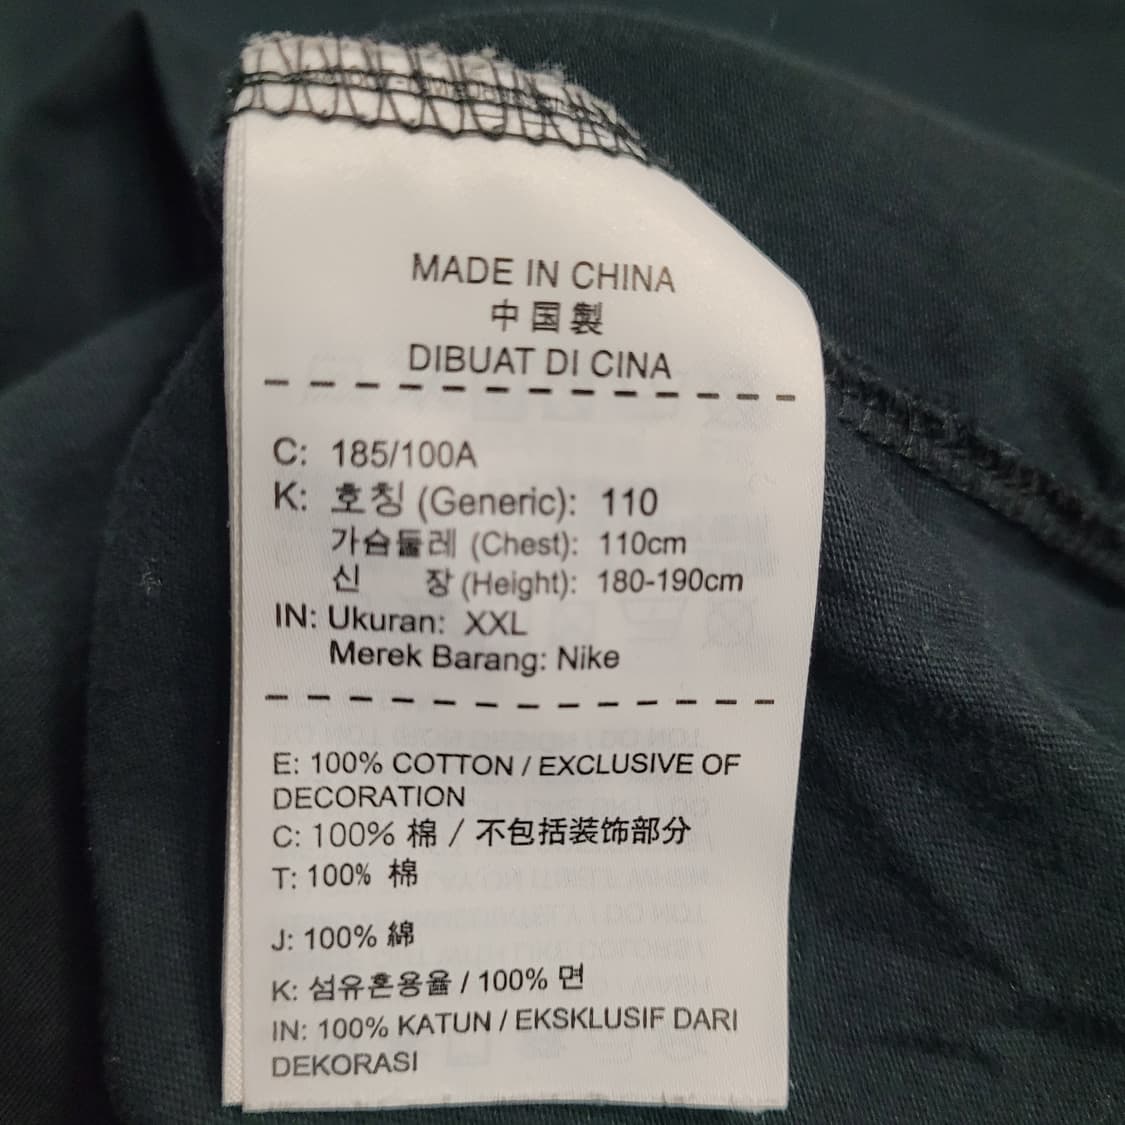 MADE IN CHINA
中国製
DIBUAT DI CINA
C: 185/100A
K: 호칭 (Generic): 110
가슴둘레 (Chest): 110cm
신 장 (Height): 180-190cm
IN: Ukuran: XXL
Merek Barang: Nike
E: 100% COTTON / EXCLUSIVE OF
DECORATION
C: 100% 棉 / 不包括装饰部分
T: 100% 棉
J: 100% 綿
K: 섬유혼용율 / 100% 면
IN: 100% KATUN / EKSKLUSIF DARI
DEKORASI